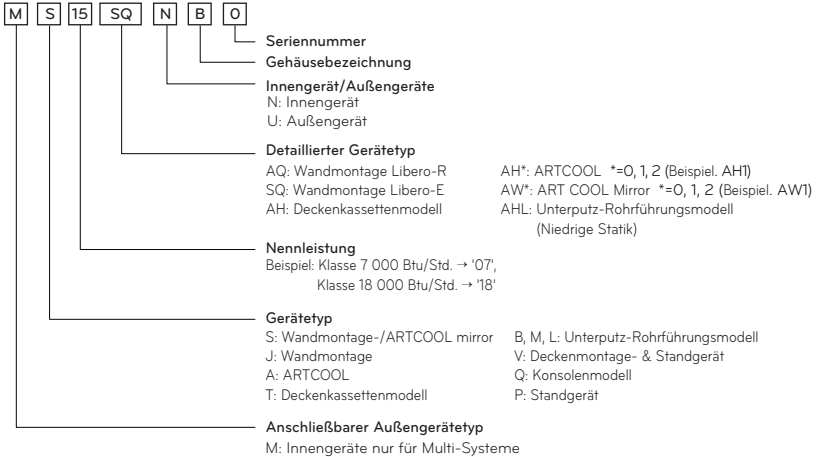 M S 15 SQ N B 0
Seriennummer
Gehäusebezeichnung
Innengerät/Außengeräte
N: Innengerät
U: Außengerät
Detaillierter Gerätetyp
AQ: Wandmontage Libero-R AH*: ARTCOOL *=0, 1, 2 (Beispiel. AH1)
SQ: Wandmontage Libero-E AW*: ART COOL Mirror *=0, 1, 2 (Beispiel. AW1)
AH: Deckenkassettenmodell AHL: Unterputz-Rohrführungsmodell
(Niedrige Statik)
Nennleistung
Beispiel: Klasse 7 000 Btu/Std. → '07',
Klasse 18 000 Btu/Std. → '18'
Gerätetyp
S: Wandmontage-/ARTCOOL mirror B, M, L: Unterputz-Rohrführungsmodell
J: Wandmontage V: Deckenmontage- & Standgerät
A: ARTCOOL Q: Konsolenmodell
T: Deckenkassettenmodell P: Standgerät
Anschließbarer Außengerätetyp
M: Innengeräte nur für Multi-Systeme